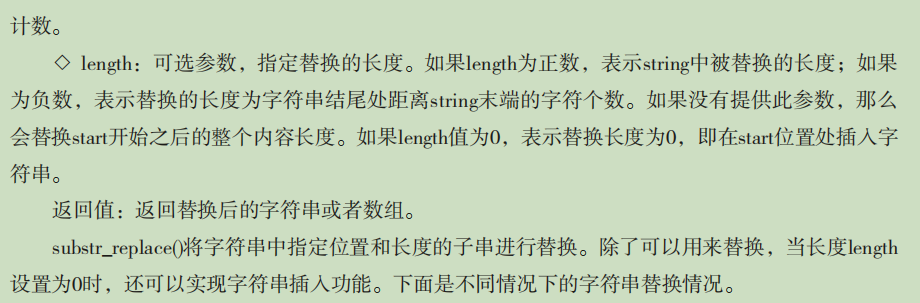 计数。
◇ length：可选参数，指定替换的长度。如果length为正数，表示string中被替换的长度；如果
为负数，表示替换的长度为字符串结尾处距离string末端的字符个数。如果没有提供此参数，那么
会替换start开始之后的整个内容长度。如果length值为0，表示替换长度为0，即在start位置处插入字
符串。
返回值：返回替换后的字符串或者数组。
substr_replace()将字符串中指定位置和长度的子串进行替换。除了可以用来替换，当长度length
设置为0时，还可以实现字符串插入功能。下面是不同情况下的字符串替换情况。